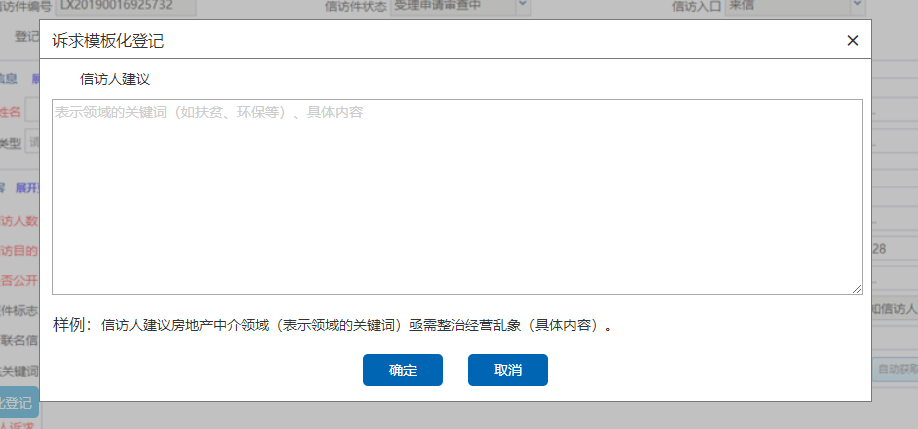 信访件编号 LX20190016925732 信访件状态 受理申请审查中 信访入口 来信
登记
诉求模板化登记
信息
信访人建议
姓名
表示领域的关键词（如扶贫、环保等）、具体内容
类型 请
容 展开
访人数
访目的
28
是否公开
件标志
如信访人
样例：信访人建议房地产中介领域（表示领域的关键词）亟需整治经营乱象（具体内容）。
联名信
关键词
确定 取消
自动获取
化登记
人诉求